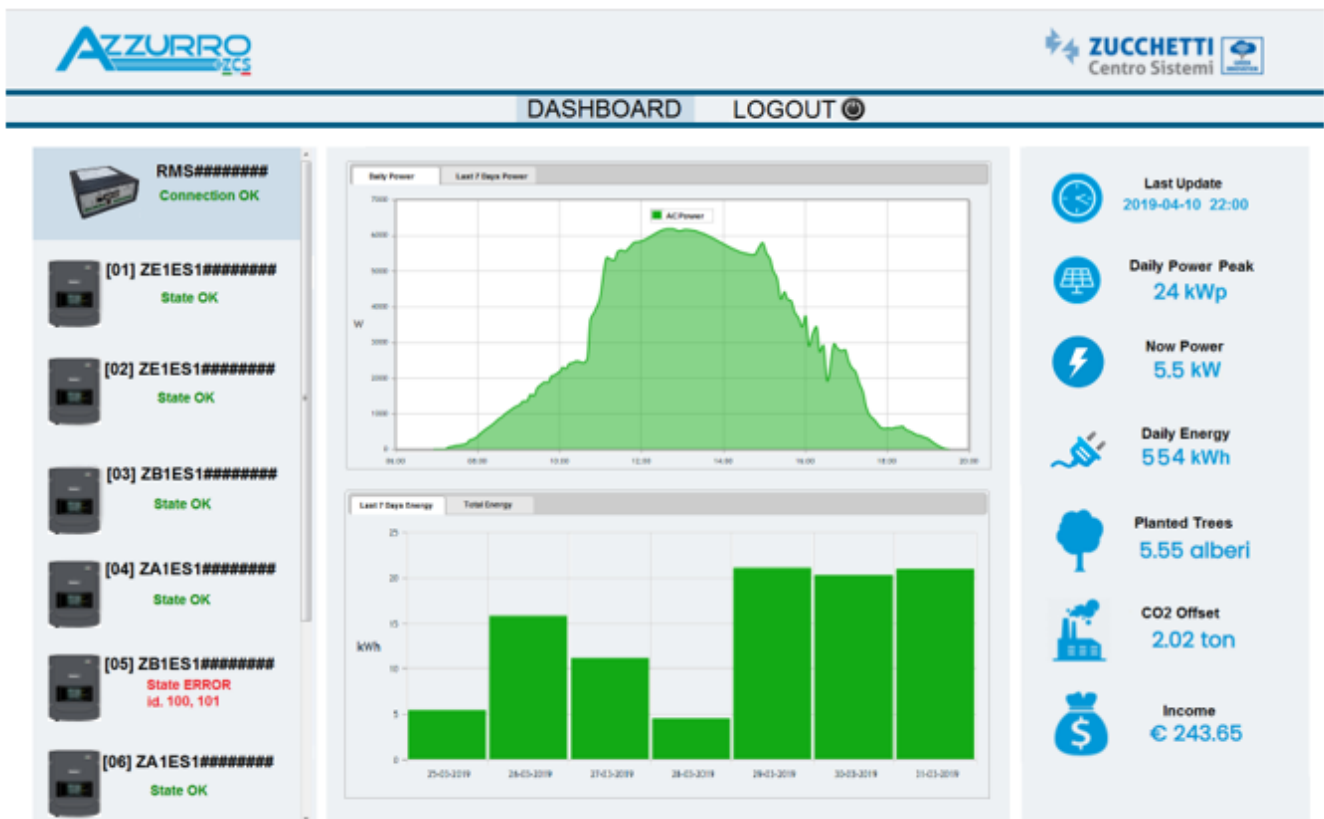 AZZURRO
ZCS
ZUCCHETTI
Centro Sistemi
GREEN
INNOVATION
DASHBOARD LOGOUT
RMS########
Connection OK
[01] ZE1ES1########
State OK
[02] ZE1ES1########
State OK
[03] ZB1ES1########
State OK
[04] ZA1ES1########
State OK
[05] ZB1ES1########
State ERROR
id. 100, 101
[06] ZA1ES1########
State OK
Daily Power Last 7 Days Power
AC Power
7000
6000
5000
4000
W
3000
2000
1000
0
06:00 08:00 10:00 12:00 14:00 16:00 18:00 20:00
Last 7 Days Energy Total Energy
25
20
15
kWh
10
5
0
25-03-2019 26-03-2019 27-03-2019 28-03-2019 29-03-2019 30-03-2019 31-03-2019
Last Update
2019-04-10 22:00
Daily Power Peak
24 kWp
Now Power
5.5 kW
Daily Energy
554 kWh
Planted Trees
5.55 alberi
CO2 Offset
2.02 ton
Income
€ 243.65